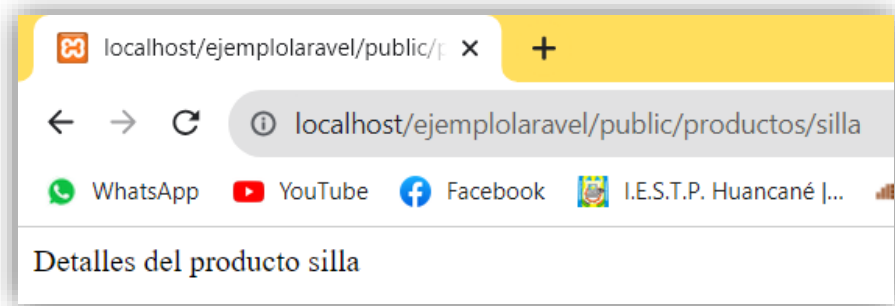 localhost/ejemplolaravel/public/p
localhost/ejemplolaravel/public/productos/silla
WhatsApp YouTube Facebook I.E.S.T.P. Huancané |...
Detalles del producto silla